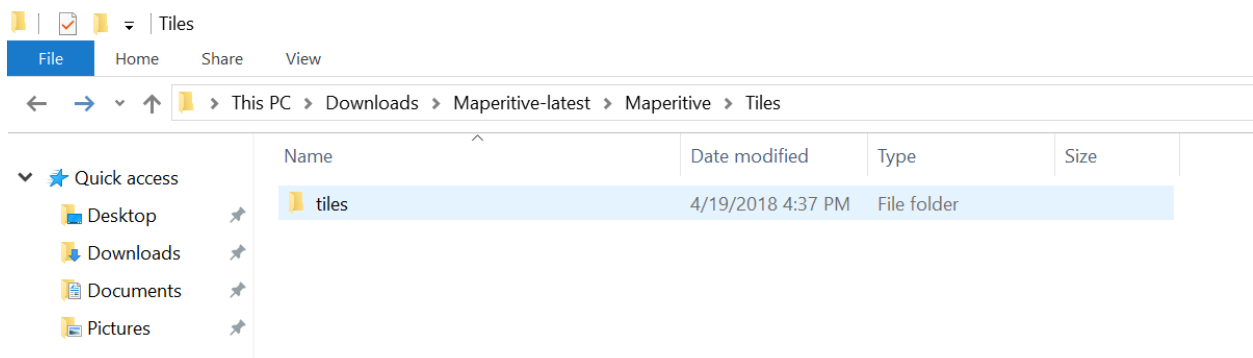 Tiles
File Home Share View
This PC > Downloads > Maperitive-latest > Maperitive > Tiles
Name Date modified Type Size
Quick access
tiles 4/19/2018 4:37 PM File folder
Desktop
Downloads
Documents
Pictures